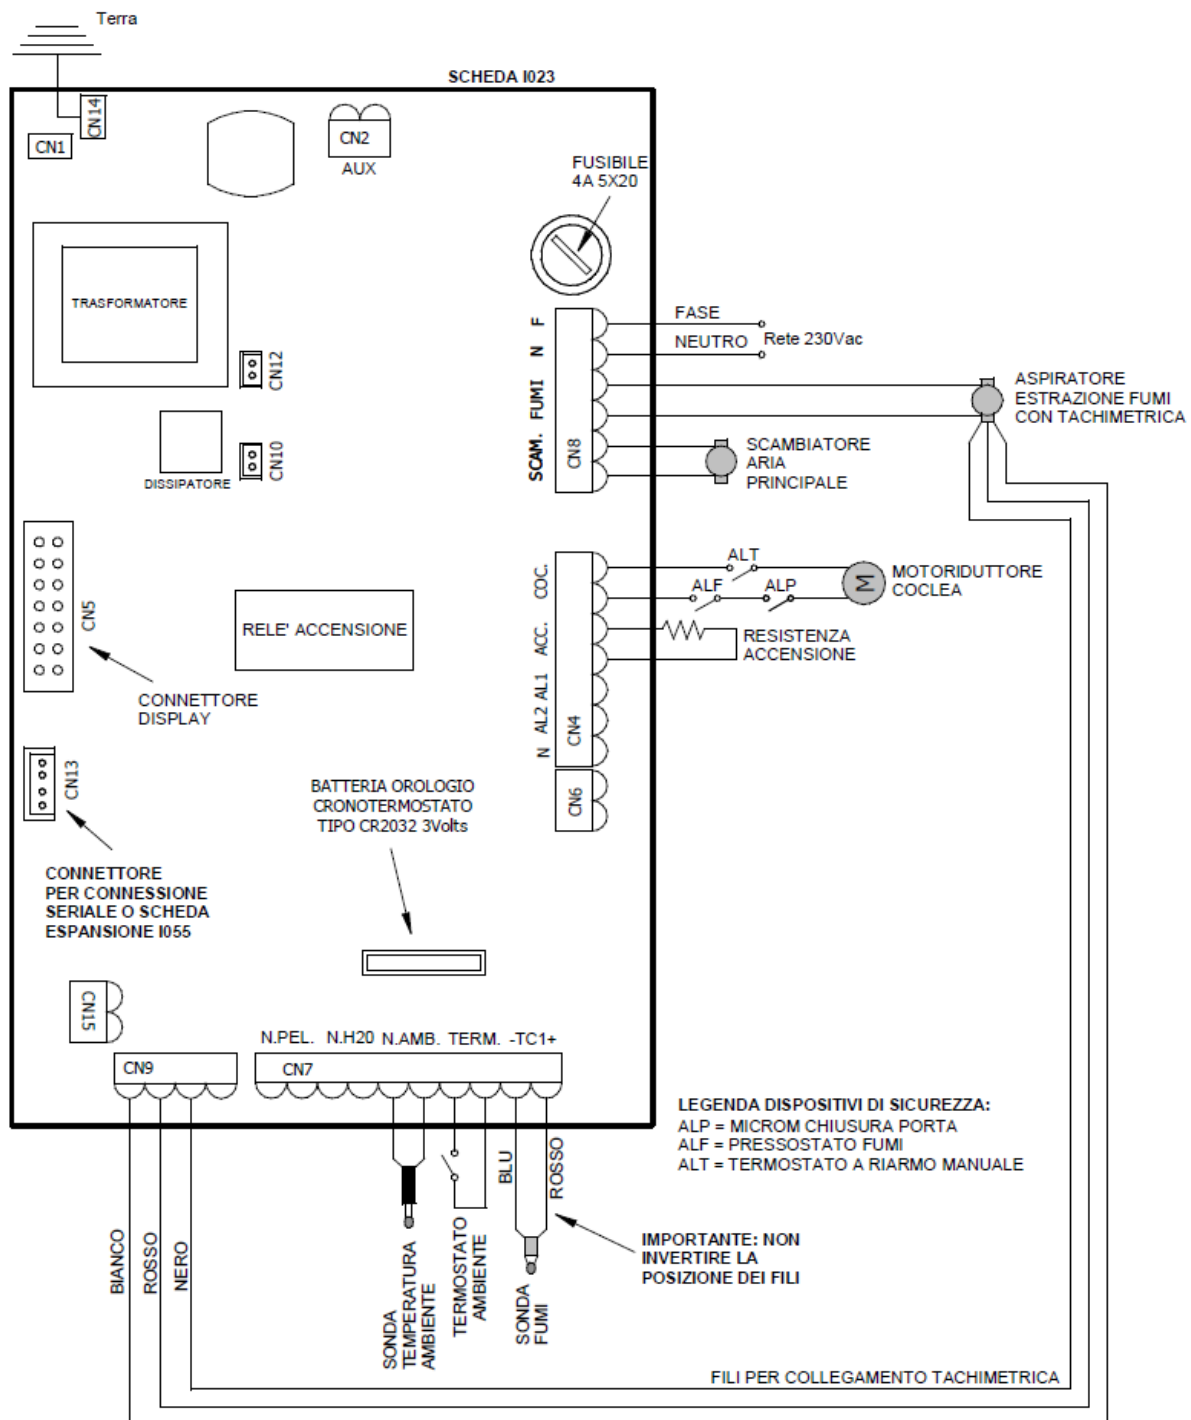 Terra
SCHEDA I023
CN14
CN1
CN2
AUX
FUSIBILE
4A 5X20
TRASFORMATORE
CN12
F
N
FUMI
SCAM.
CN8
FASE
NEUTRO
Rete 230Vac
ASPIRATORE
ESTRAZIONE FUMI
CON TACHIMETRICA
SCAMBIATORE
ARIA
PRINCIPALE
CN10
DISSIPATORE
CN5
RELE' ACCENSIONE
COC.
ACC.
AL1
AL2
N
CN4
ALT
ALF
ALP
M
MOTORIDUTTORE
COCLEA
RESISTENZA
ACCENSIONE
CONNETTORE
DISPLAY
CN13
CN6
BATTERIA OROLOGIO
CRONOTERMOSTATO
TIPO CR2032 3Volts
CONNETTORE
PER CONNESSIONE
SERIALE O SCHEDA
ESPANSIONE I055
CN15
N.PEL. N.H20 N.AMB. TERM. -TC1+
CN9
CN7
LEGENDA DISPOSITIVI DI SICUREZZA:
ALP = MICROM CHIUSURA PORTA
ALF = PRESSOSTATO FUMI
ALT = TERMOSTATO A RIARMO MANUALE
BLU
ROSSO
BIANCO
ROSSO
NERO
SONDA
TEMPERATURA
AMBIENTE
TERMOSTATO
AMBIENTE
SONDA
FUMI
IMPORTANTE: NON
INVERTIRE LA
POSIZIONE DEI FILI
FILI PER COLLEGAMENTO TACHIMETRICA